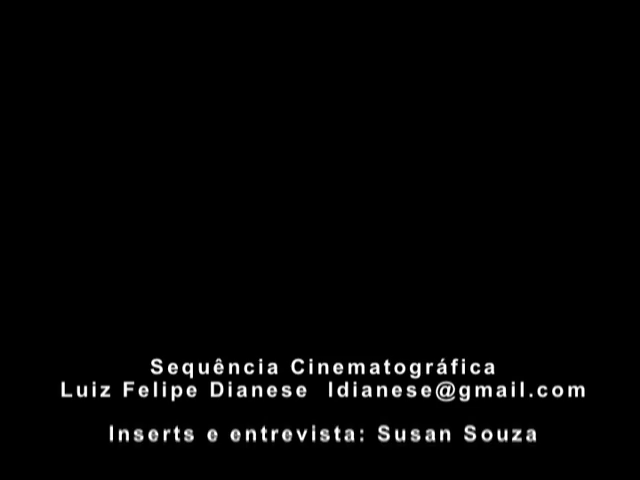 Sequência Cinematográfica
Luiz Felipe Dianese ldianese@gmail.com
Inserts e entrevista: Susan Souza